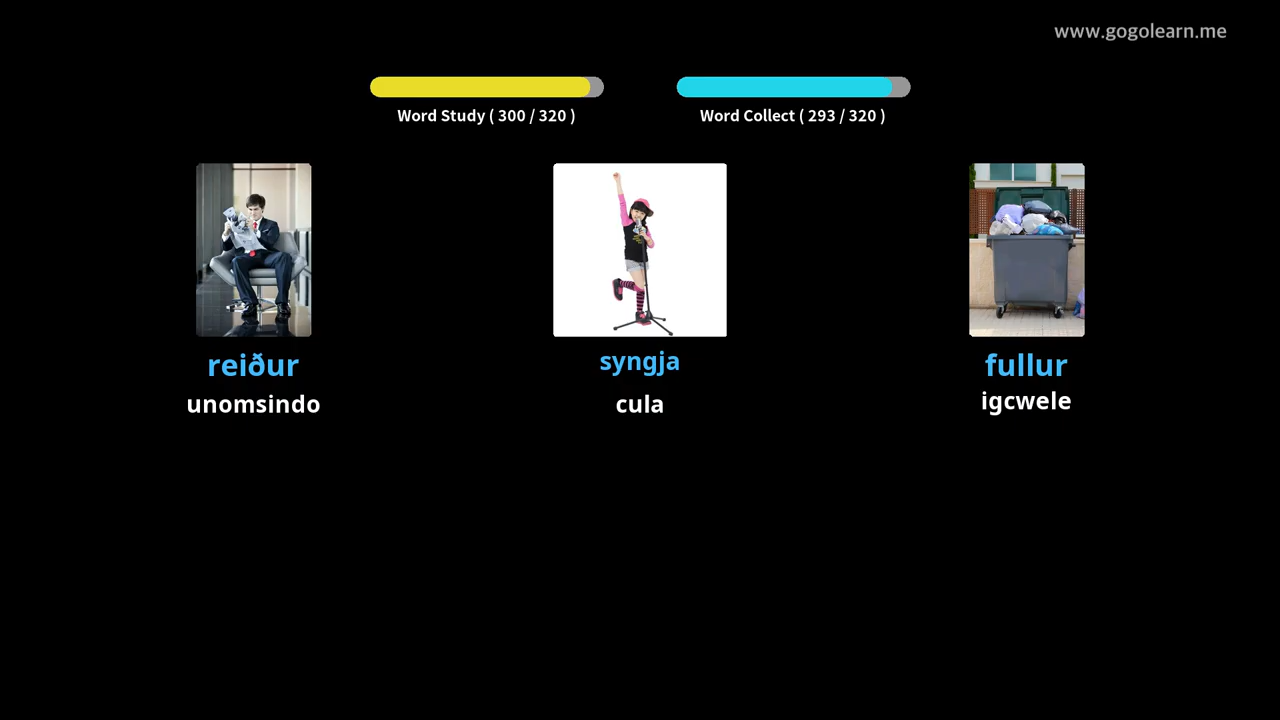 www.gogolearn.me
Word Study ( 300 / 320 )
Word Collect ( 293 / 320 )
reiður
syngja
fullur
unomsindo
cula
igcwele